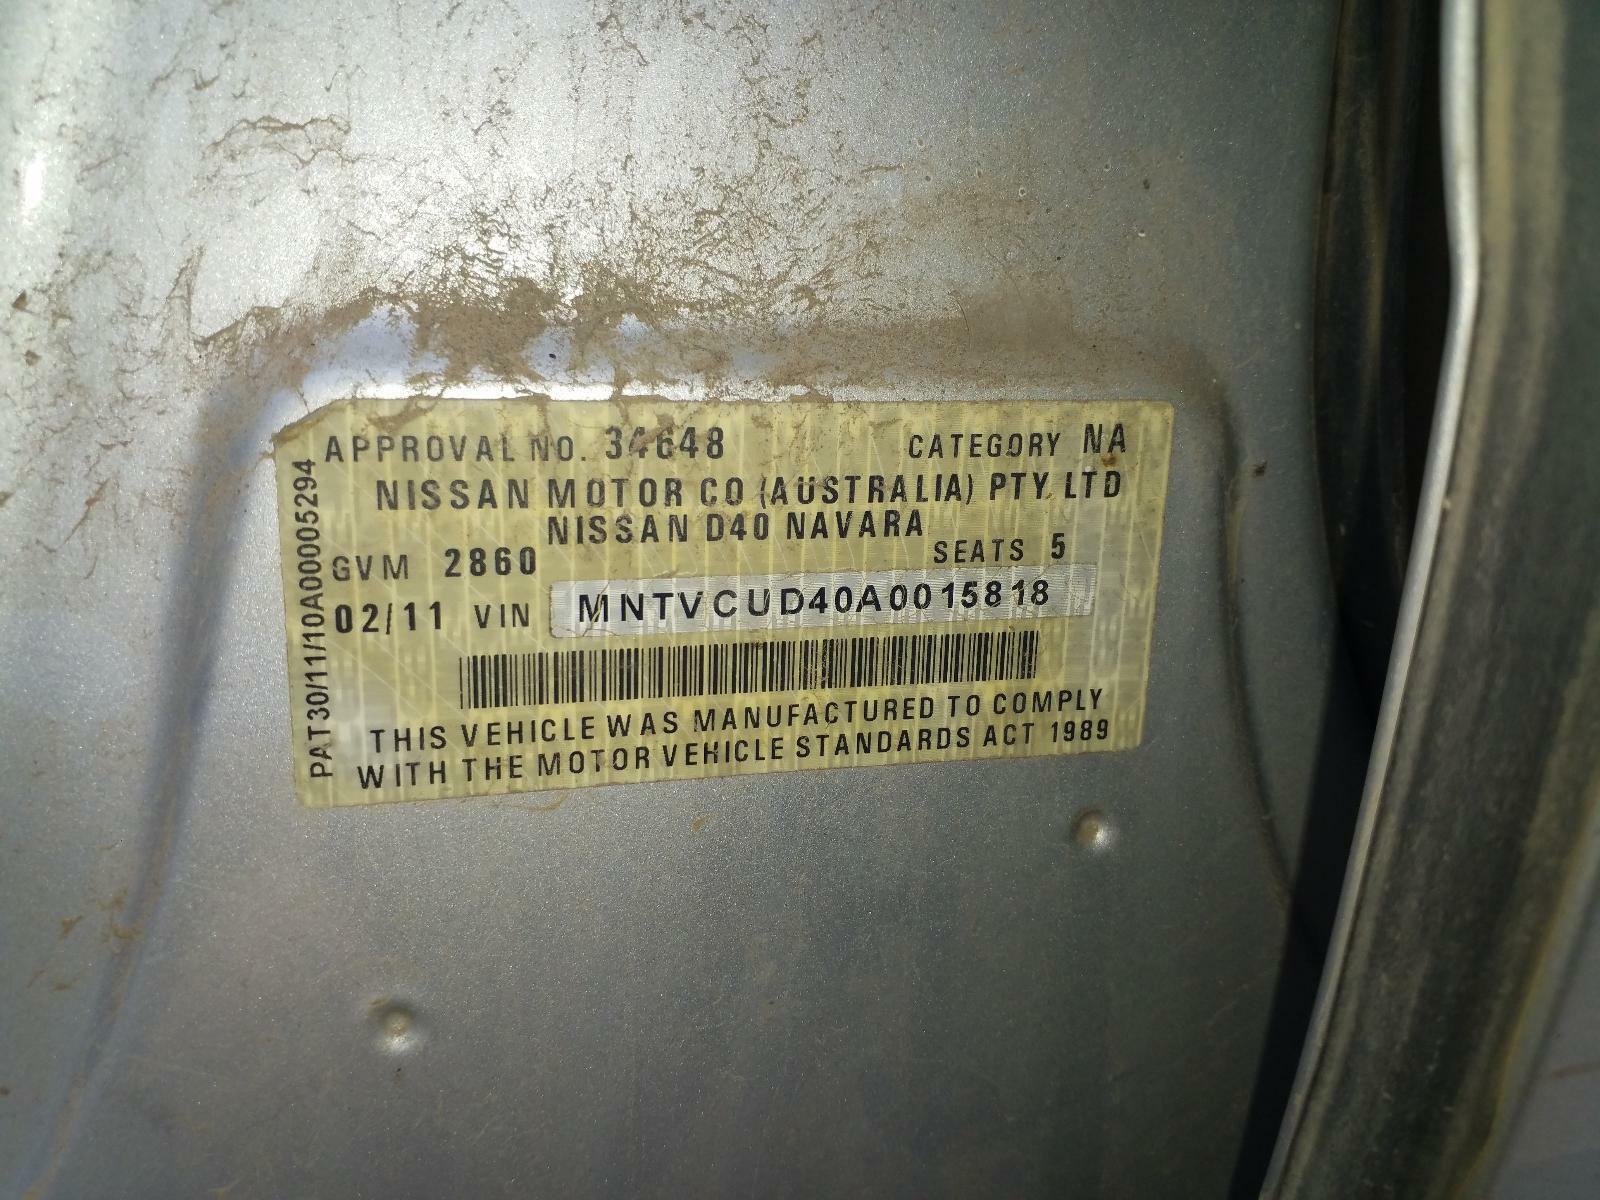 APPROVAL NO. 34648 CATEGORY NA
NISSAN MOTOR CO (AUSTRALIA) PTY. LTD
NISSAN D40 NAVARA
GVM 2860 SEATS 5
02/11 VIN MNTVCUD40A0015818
THIS VEHICLE WAS MANUFACTURED TO COMPLY
WITH THE MOTOR VEHICLE STANDARDS ACT 1989
PAT30/11/10A00005294